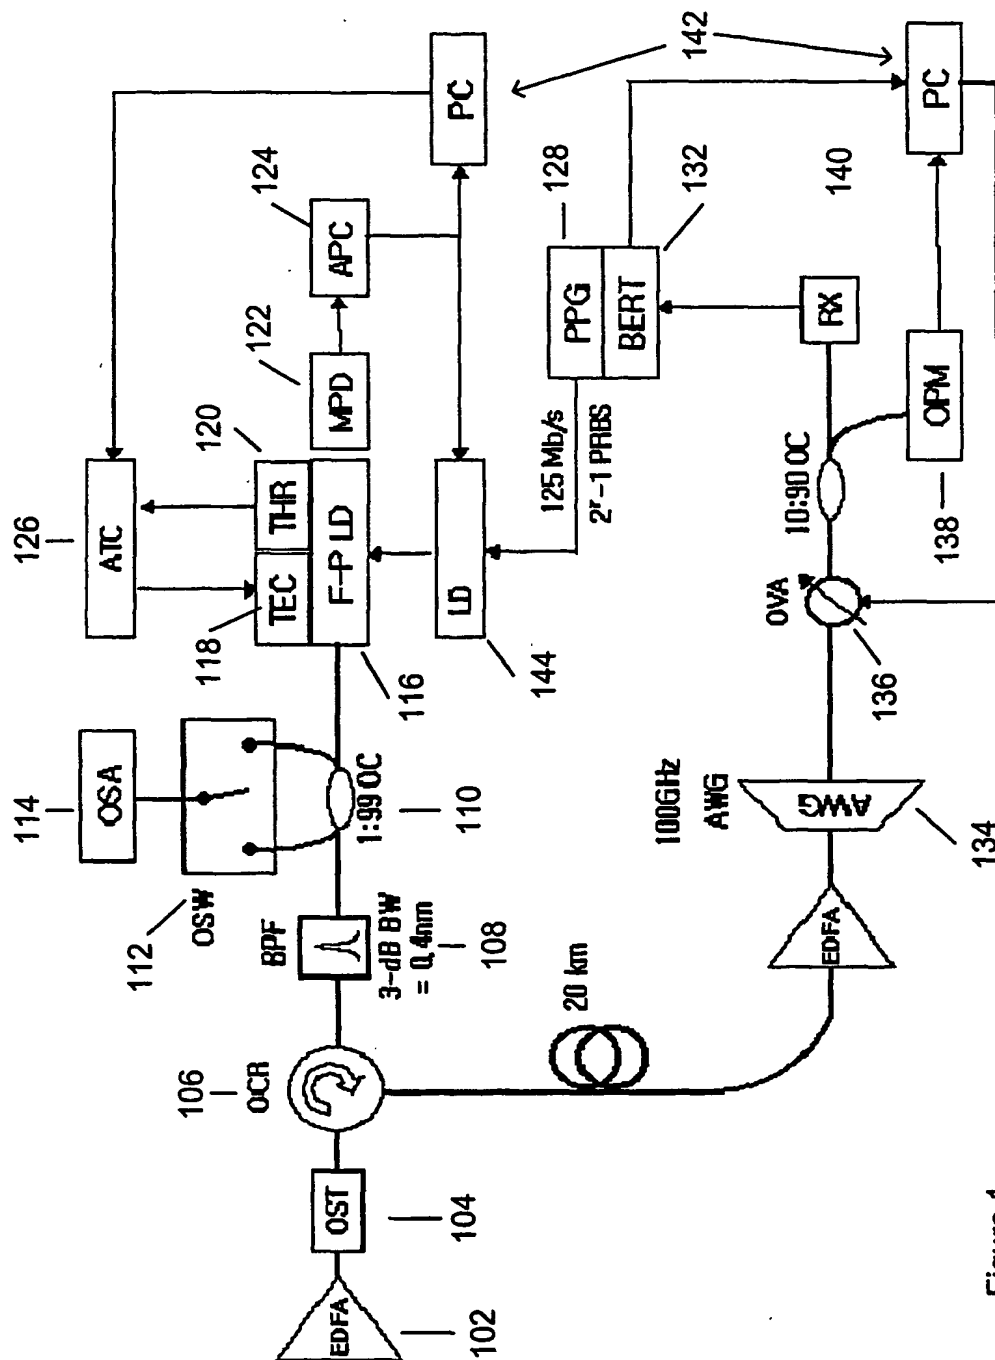 114
126
OSA
ATC
112
OSW
118
120
122
124
106
OCR
BPF
TEC
THR
EDFA
OST
F-P LD
MPD
APC
1:99 OC
3-dB BW
= 0,4nm
102
104
108
110
116
LD
PC
144
20 km
125 Mb/s
PPG
128
2ʳ-1 PRBS
BERT
132
142
100GHz
AWG
OVA
10:90 OC
EDFA
AWG
RX
140
136
138
OPM
PC
134
Figure 1